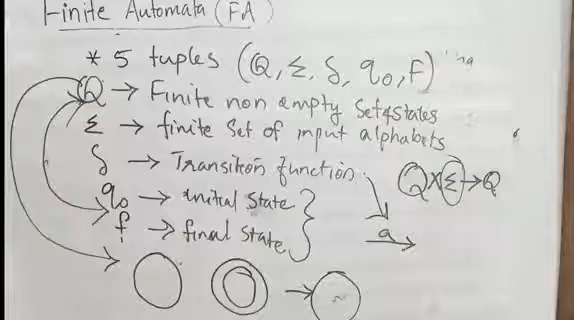 Finite Automata (FA)
* 5 tuples (Q, Σ, δ, q0, F)
Q → Finite non empty Set of States
Σ → finite Set of input alphabets
δ → Transition function
Q × Σ → Q
q0 → initial State
f → final State
a